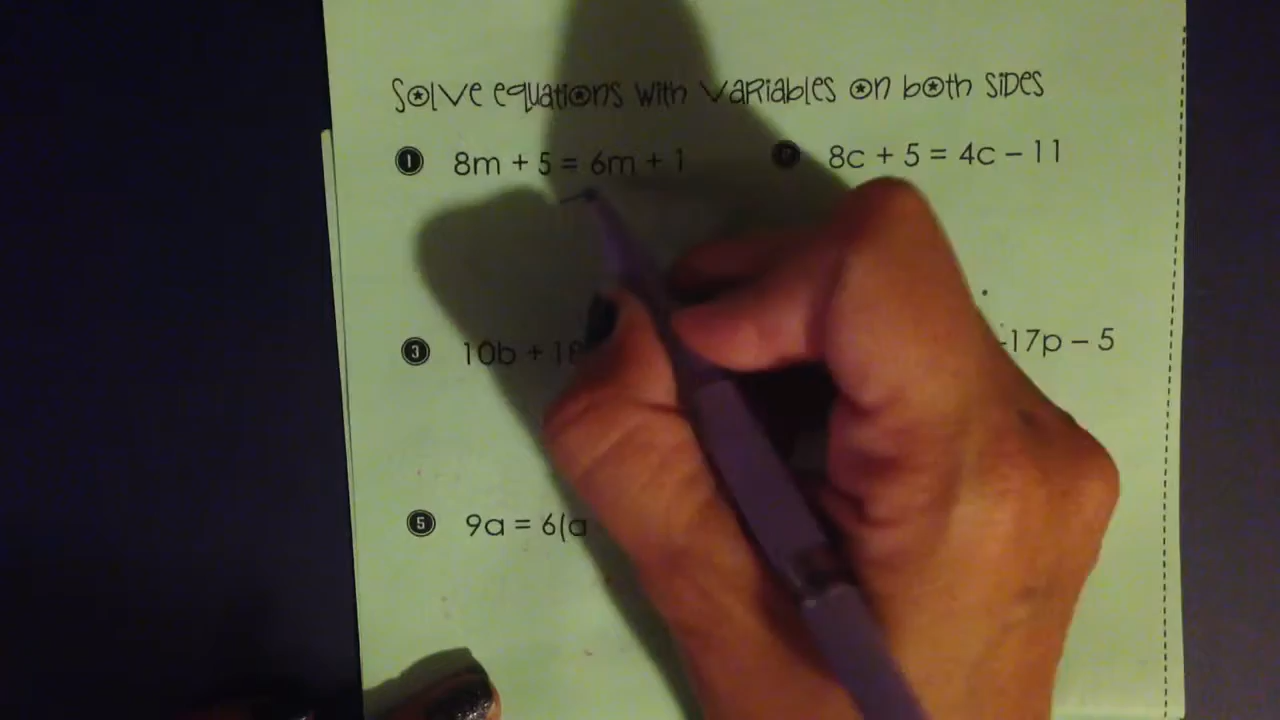 Solve equations with variables on both sides
1 8m + 5 = 6m + 1
8c + 5 = 4c – 11
3 10b + 18
17p – 5
5 9a = 6(a